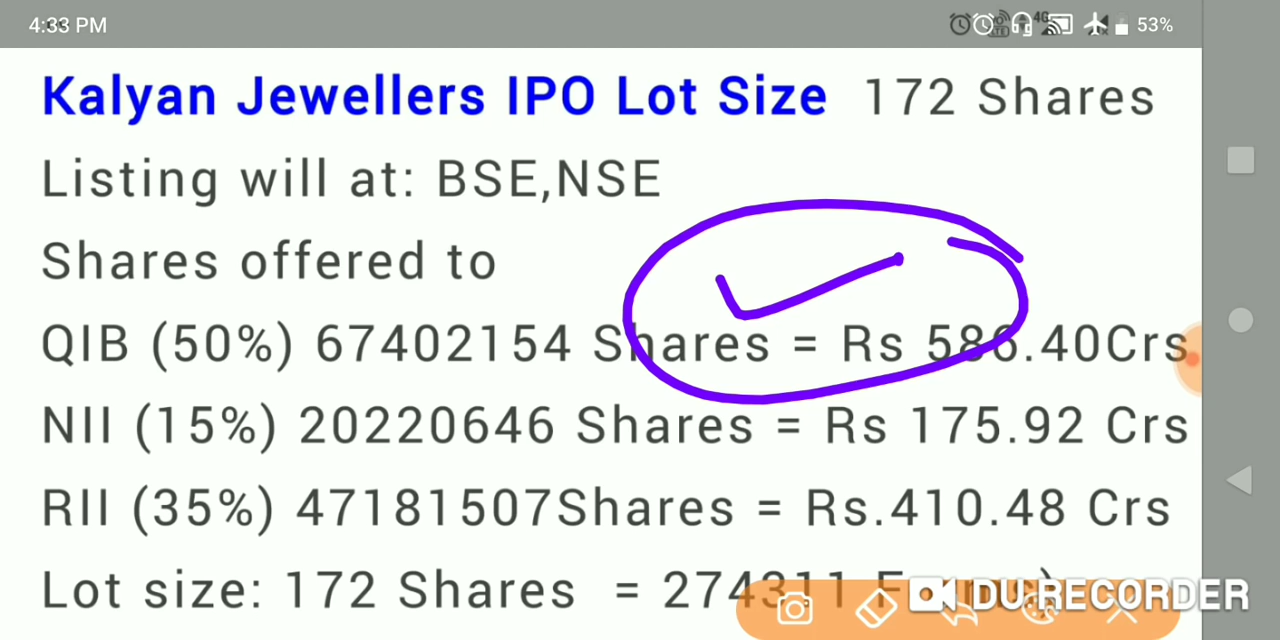 4:33 PM 4G 53%
Kalyan Jewellers IPO Lot Size 172 Shares
Listing will at: BSE,NSE
Shares offered to
QIB (50%) 67402154 Shares = Rs 586.40Crs
NII (15%) 20220646 Shares = Rs 175.92 Crs
RII (35%) 47181507Shares = Rs.410.48 Crs
Lot size: 172 Shares = 274311
DU RECORDER